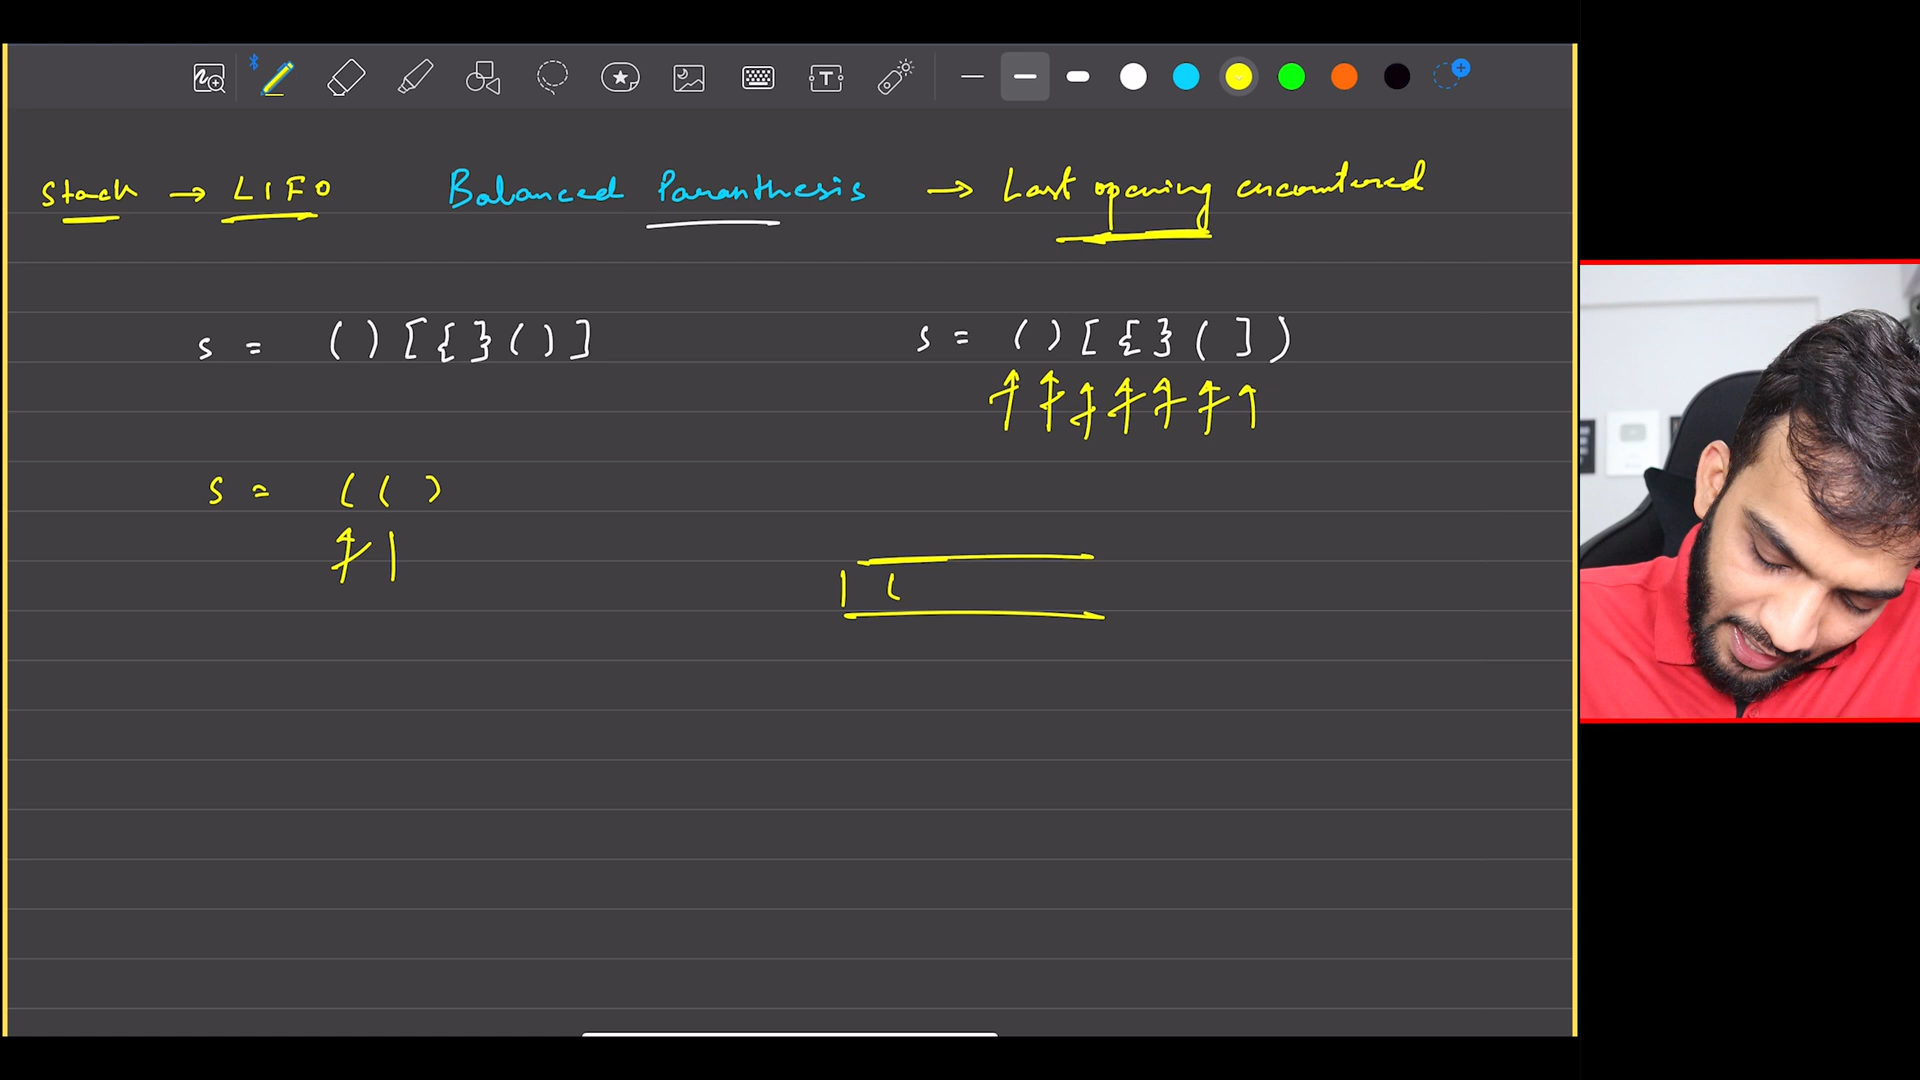 Stack → LIFO Balanced Paranthesis → Last opening encountered
s = ()[{}()] s = ()[{}(])
s = (()
(